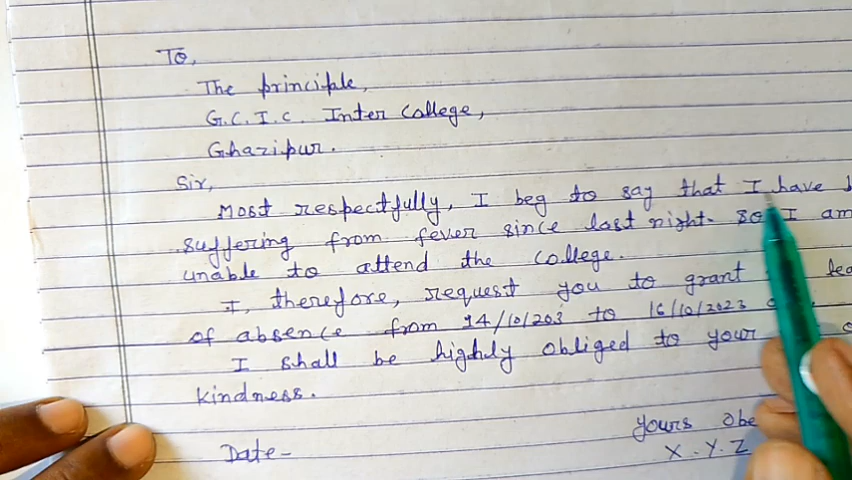 To,
The principle,
G.C.I.C. Inter College,
Ghazipur.
Sir,
Most respectfully, I beg to say that I have
suffering from fever since last night. So I am
unable to attend the college.
I, therefore, request you to grant
of absence from 14/10/203 to 16/10/2023
I shall be highly obliged to your
kindness.
Yours
X.Y.Z
Date-